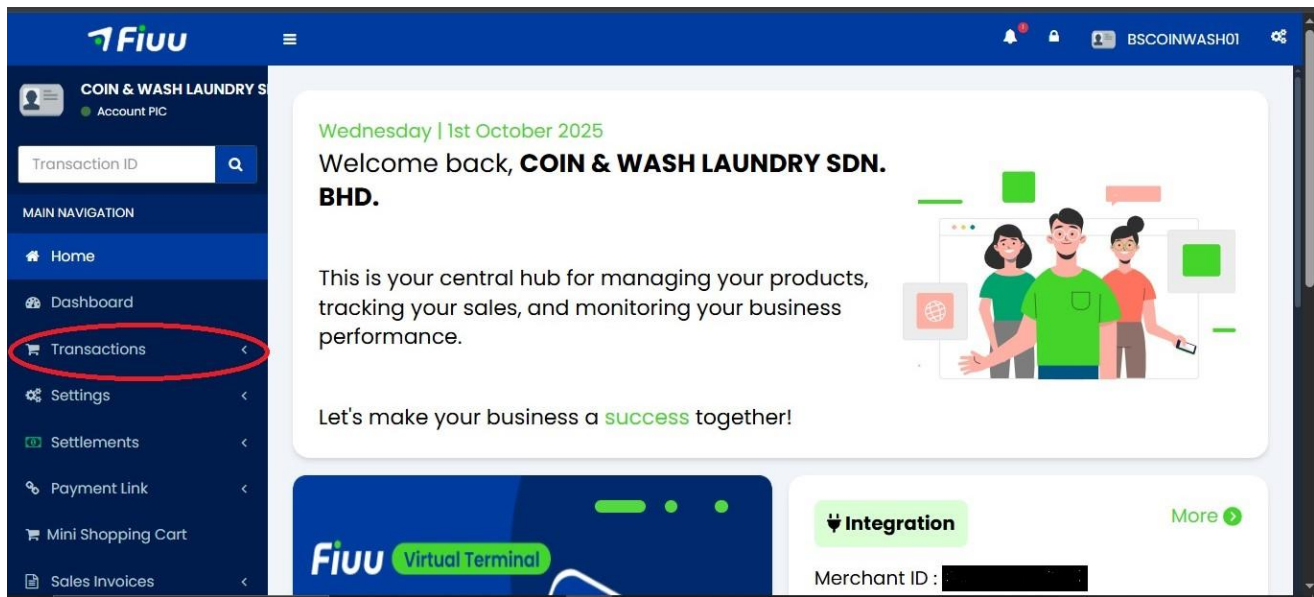 Fiuu
BSCOINWASH01
COIN & WASH LAUNDRY S
Account PIC
Transaction ID
MAIN NAVIGATION
Home
Dashboard
Transactions
Settings
Settlements
Payment Link
Mini Shopping Cart
Sales Invoices
Wednesday | 1st October 2025
Welcome back, COIN & WASH LAUNDRY SDN.
BHD.
This is your central hub for managing your products,
tracking your sales, and monitoring your business
performance.
Let's make your business a success together!
Fiuu Virtual Terminal
Integration
More
Merchant ID :